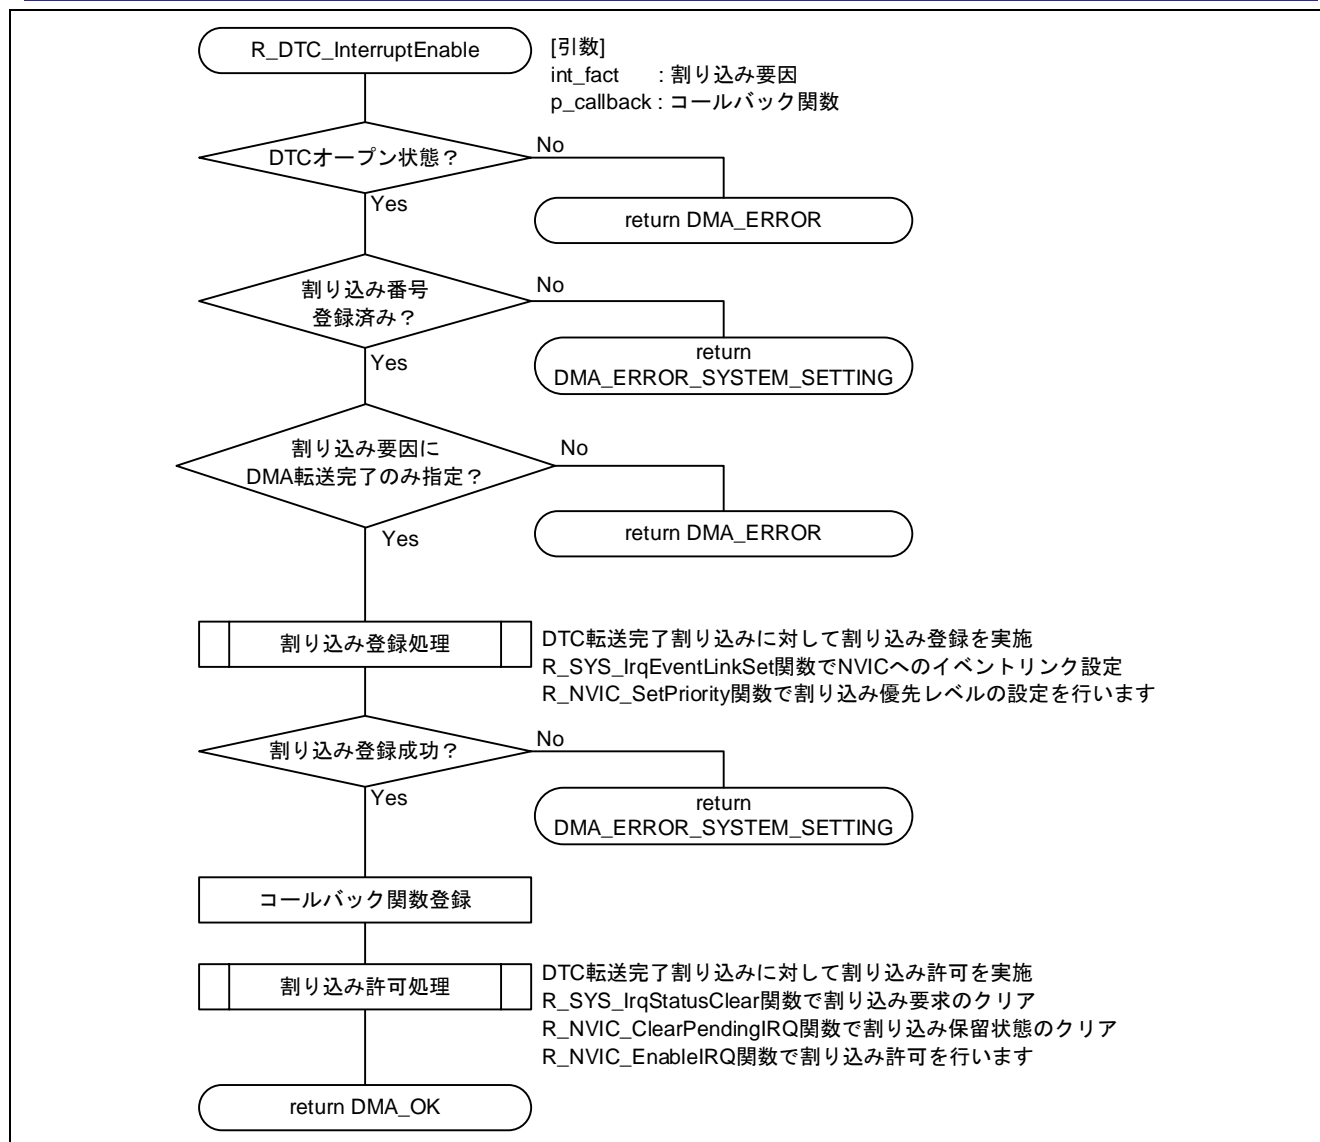 R_DTC_InterruptEnable
[引数]
int_fact : 割り込み要因
p_callback : コールバック関数
DTCオープン状態？
No
Yes
return DMA_ERROR
割り込み番号
登録済み？
No
Yes
return
DMA_ERROR_SYSTEM_SETTING
割り込み要因に
DMA転送完了のみ指定？
No
Yes
return DMA_ERROR
割り込み登録処理
DTC転送完了割り込みに対して割り込み登録を実施
R_SYS_IrqEventLinkSet関数でNVICへのイベントリンク設定
R_NVIC_SetPriority関数で割り込み優先レベルの設定を行います
割り込み登録成功？
No
Yes
return
DMA_ERROR_SYSTEM_SETTING
コールバック関数登録
割り込み許可処理
DTC転送完了割り込みに対して割り込み許可を実施
R_SYS_IrqStatusClear関数で割り込み要求のクリア
R_NVIC_ClearPendingIRQ関数で割り込み保留状態のクリア
R_NVIC_EnableIRQ関数で割り込み許可を行います
return DMA_OK